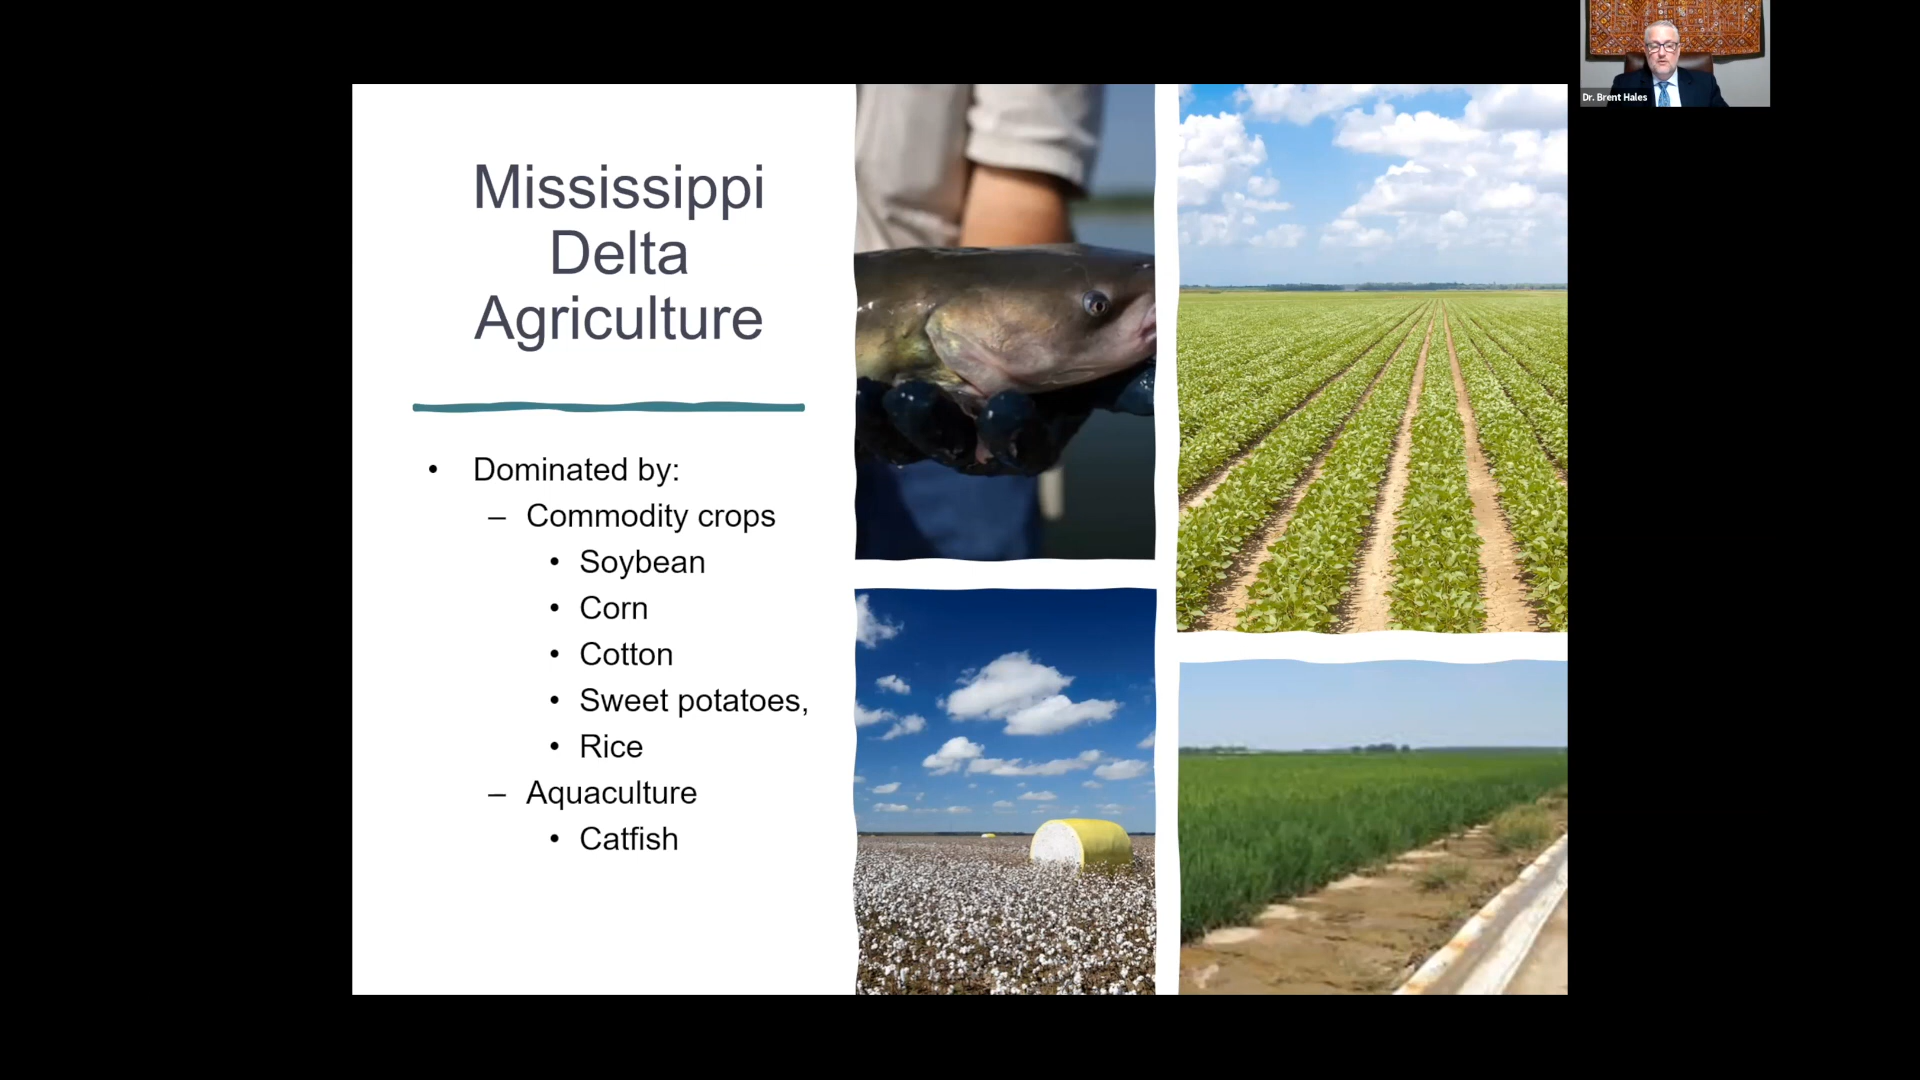 Mississippi
Delta
Agriculture
• Dominated by:
– Commodity crops
• Soybean
• Corn
• Cotton
• Sweet potatoes,
• Rice
– Aquaculture
• Catfish
Dr. Brent Hales